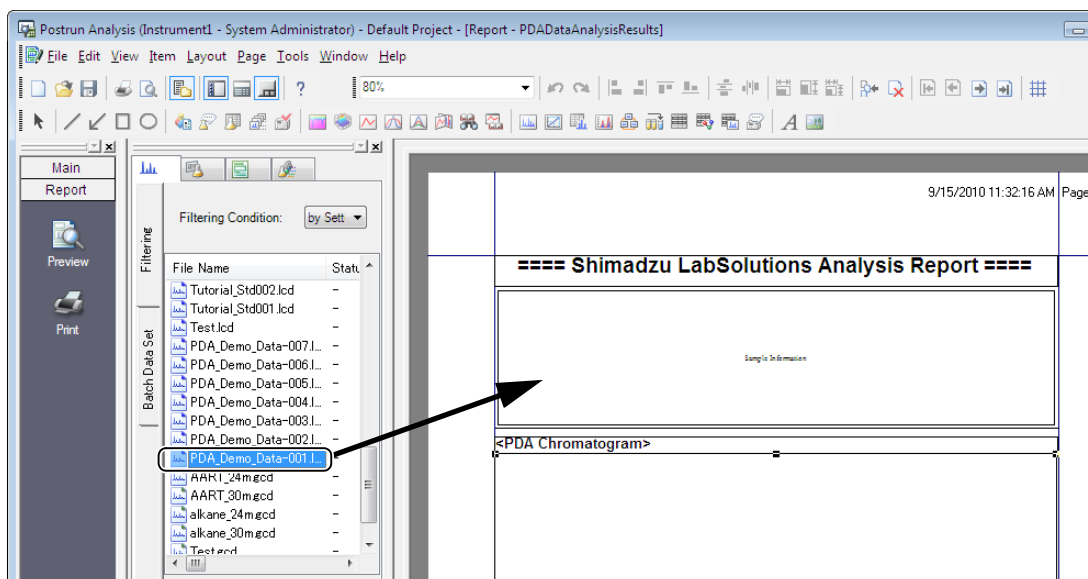 Postrun Analysis (Instrument1 - System Administrator) - Default Project - [Report - PDADataAnalysisResults]
File Edit View Item Layout Page Tools Window Help
80%
Main
Report
Preview
Print
Filtering
Batch Data Set
Filtering Condition: by Sett
File Name Statu
Tutorial_Std002.lcd -
Tutorial_Std001.lcd -
Test.lcd -
PDA_Demo_Data-007.l... -
PDA_Demo_Data-006.l... -
PDA_Demo_Data-005.l... -
PDA_Demo_Data-004.l... -
PDA_Demo_Data-003.l... -
PDA_Demo_Data-002.l... -
PDA_Demo_Data-001.l... -
AART_24m.gcd -
AART_30m.gcd -
alkane_24m.gcd -
alkane_30m.gcd -
Test.gcd -
9/15/2010 11:32:16 AM Page
==== Shimadzu LabSolutions Analysis Report ====
Sample Information
<PDA Chromatogram>